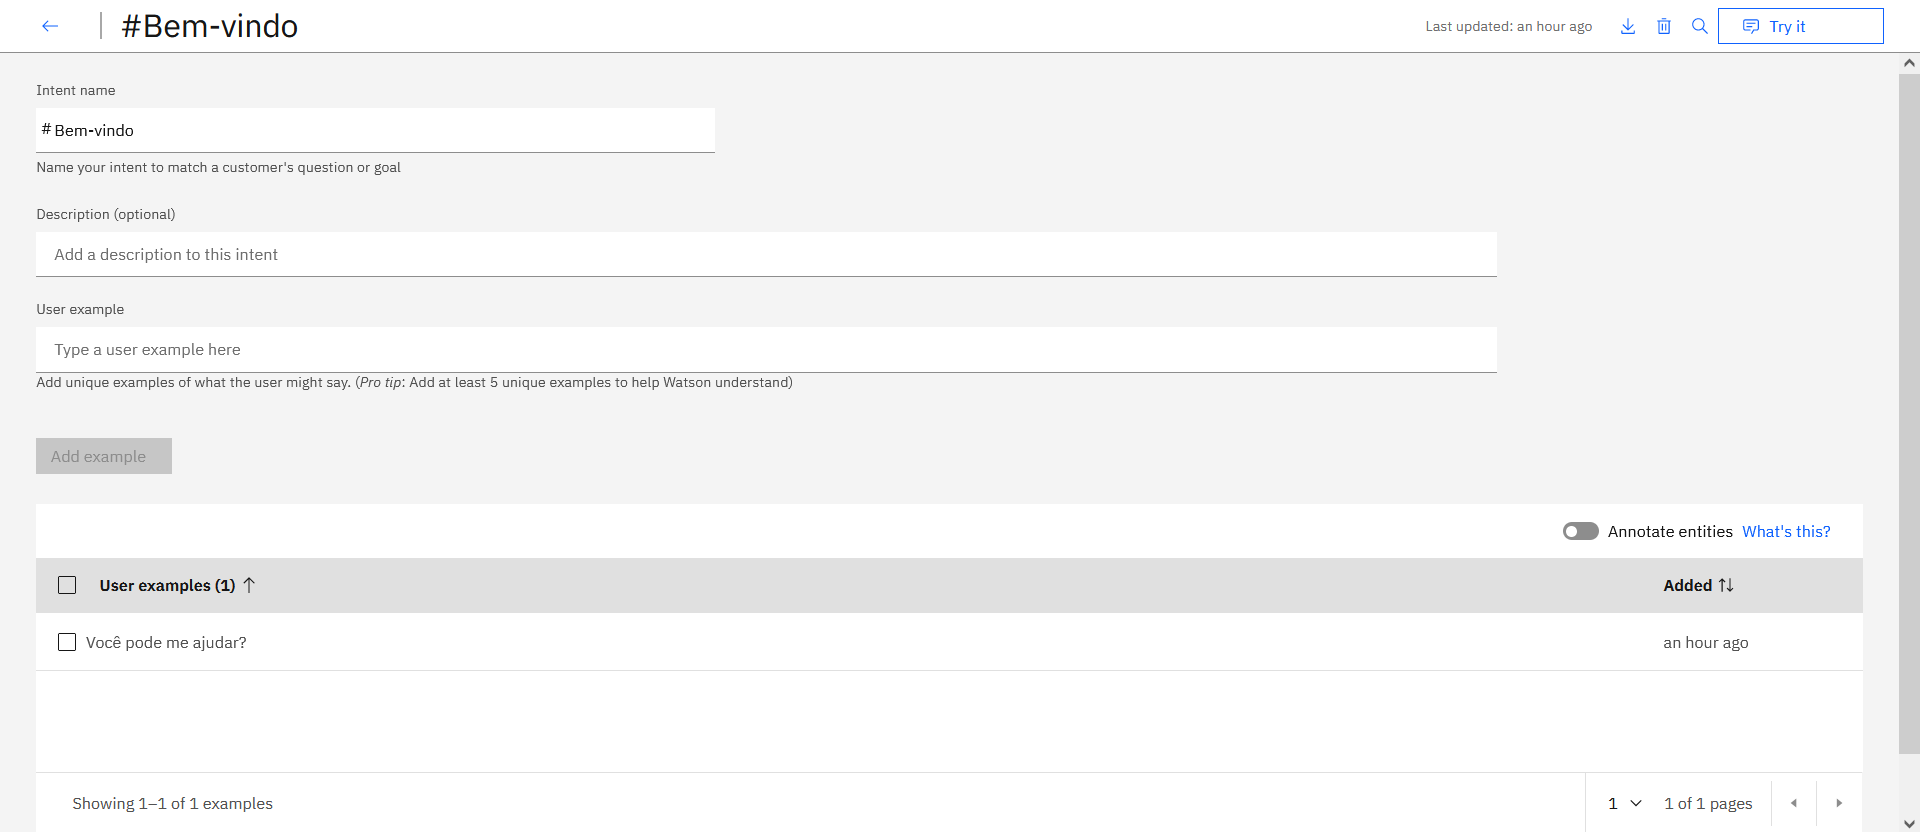 #Bem-vindo
Last updated: an hour ago
Try it
Intent name
# Bem-vindo
Name your intent to match a customer's question or goal
Description (optional)
Add a description to this intent
User example
Type a user example here
Add unique examples of what the user might say. (Pro tip: Add at least 5 unique examples to help Watson understand)
Add example
Annotate entities What's this?
User examples (1) Added
Você pode me ajudar? an hour ago
Showing 1–1 of 1 examples 1 1 of 1 pages